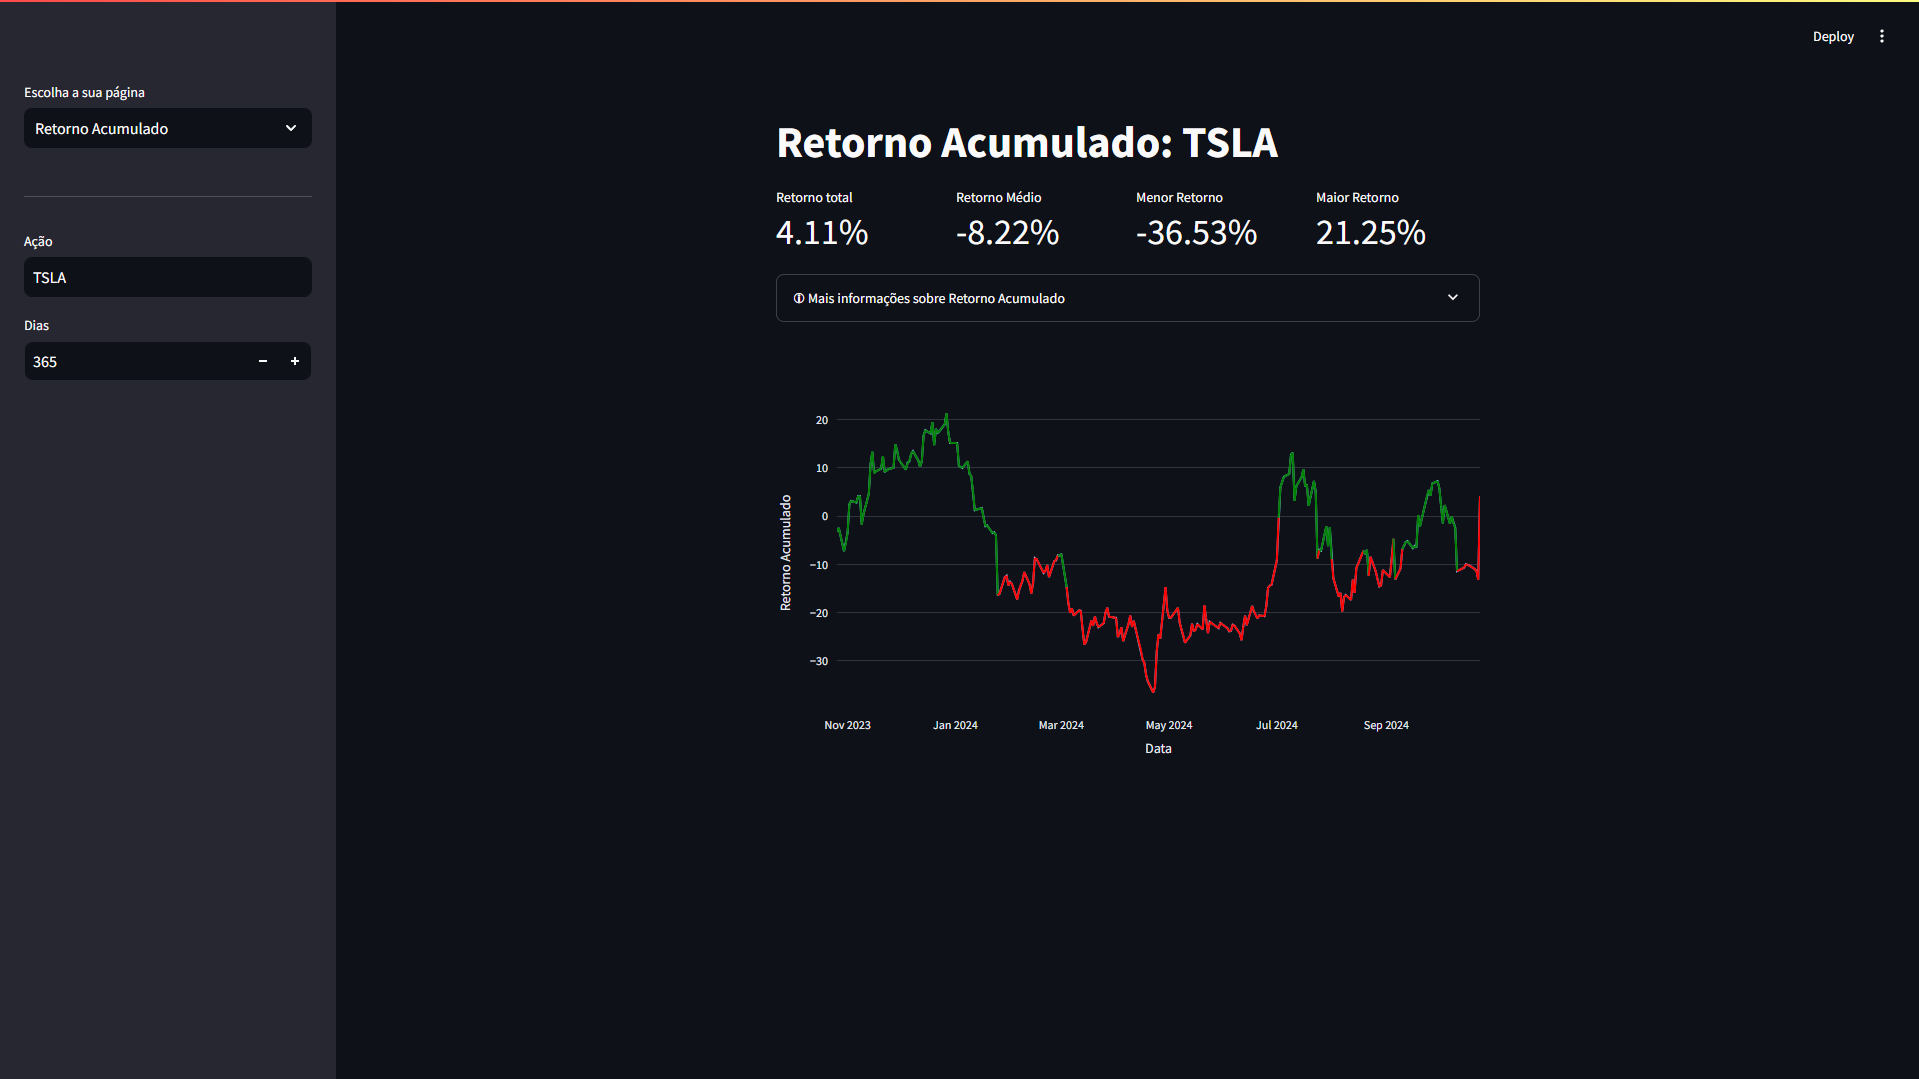 Deploy
Escolha a sua página
Retorno Acumulado
Ação
TSLA
Dias
365
Retorno Acumulado: TSLA
Retorno total
4.11%
Retorno Médio
-8.22%
Menor Retorno
-36.53%
Maior Retorno
21.25%
🛈 Mais informações sobre Retorno Acumulado
Retorno Acumulado
20
10
0
−10
−20
−30
Nov 2023
Jan 2024
Mar 2024
May 2024
Jul 2024
Sep 2024
Data